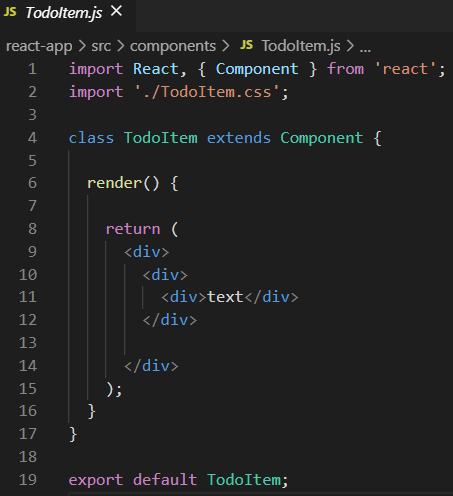 JS TodoItem.js ×
react-app > src > components > JS TodoItem.js > ...
1 import React, { Component } from 'react';
2 import './TodoItem.css';
3
4 class TodoItem extends Component {
5
6   render() {
7
8     return (
9       <div>
10         <div>
11           <div>text</div>
12         </div>
13
14       </div>
15     );
16   }
17 }
18
19 export default TodoItem;